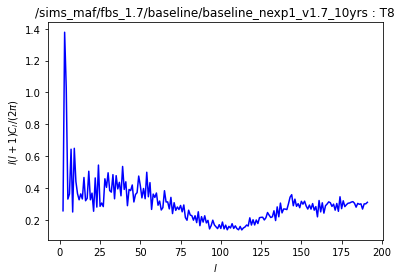 /sims_maf/fbs_1.7/baseline/baseline_nexp1_v1.7_10yrs : T8
1.4
1.2
1.0
0.8
0.6
0.4
0.2
l(l + 1)C_l/(2π)
0 25 50 75 100 125 150 175 200
l